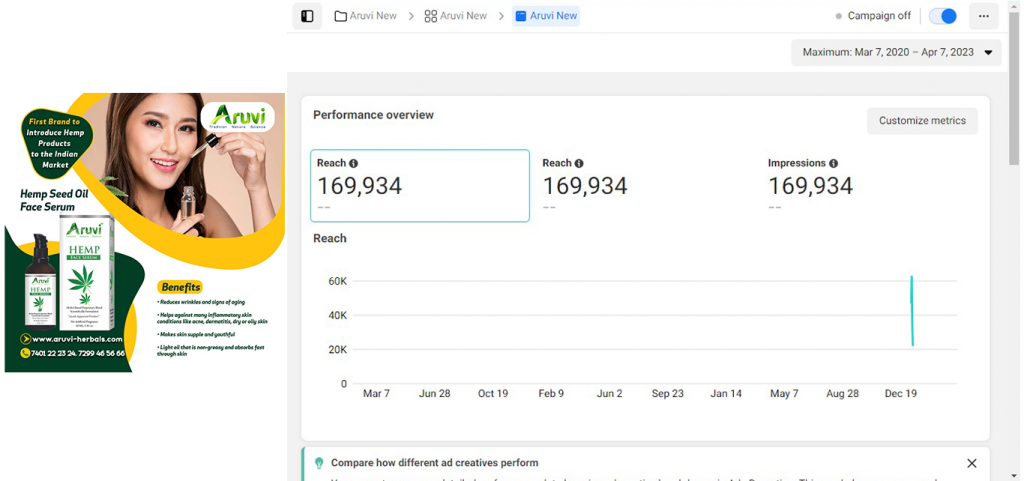 Aruvi New
Aruvi New
Aruvi New
Campaign off
Maximum: Mar 7, 2020 – Apr 7, 2023
First Brand to
Introduce Hemp
Products
to the Indian
Market
Aruvi
Tradition Nature Science
Hemp Seed Oil
Face Serum
Aruvi
HEMP
FACE SERUM
Aruvi
HEMP
Benefits
• Reduces wrinkles and signs of aging
• Helps against many inflammatory skin
conditions like acne, dermatitis, dry or oily skin
• Makes skin supple and youthful
• Light oil that is non-greasy and absorbs fast
through skin
www.aruvi-herbals.com
7401 22 23 24. 7299 46 56 66
Performance overview
Customize metrics
Reach
169,934
--
Reach
169,934
--
Impressions
169,934
--
Reach
60K
40K
20K
0
Mar 7 Jun 28 Oct 19 Feb 9 Jun 2 Sep 23 Jan 14 May 7 Aug 28 Dec 19
Compare how different ad creatives perform